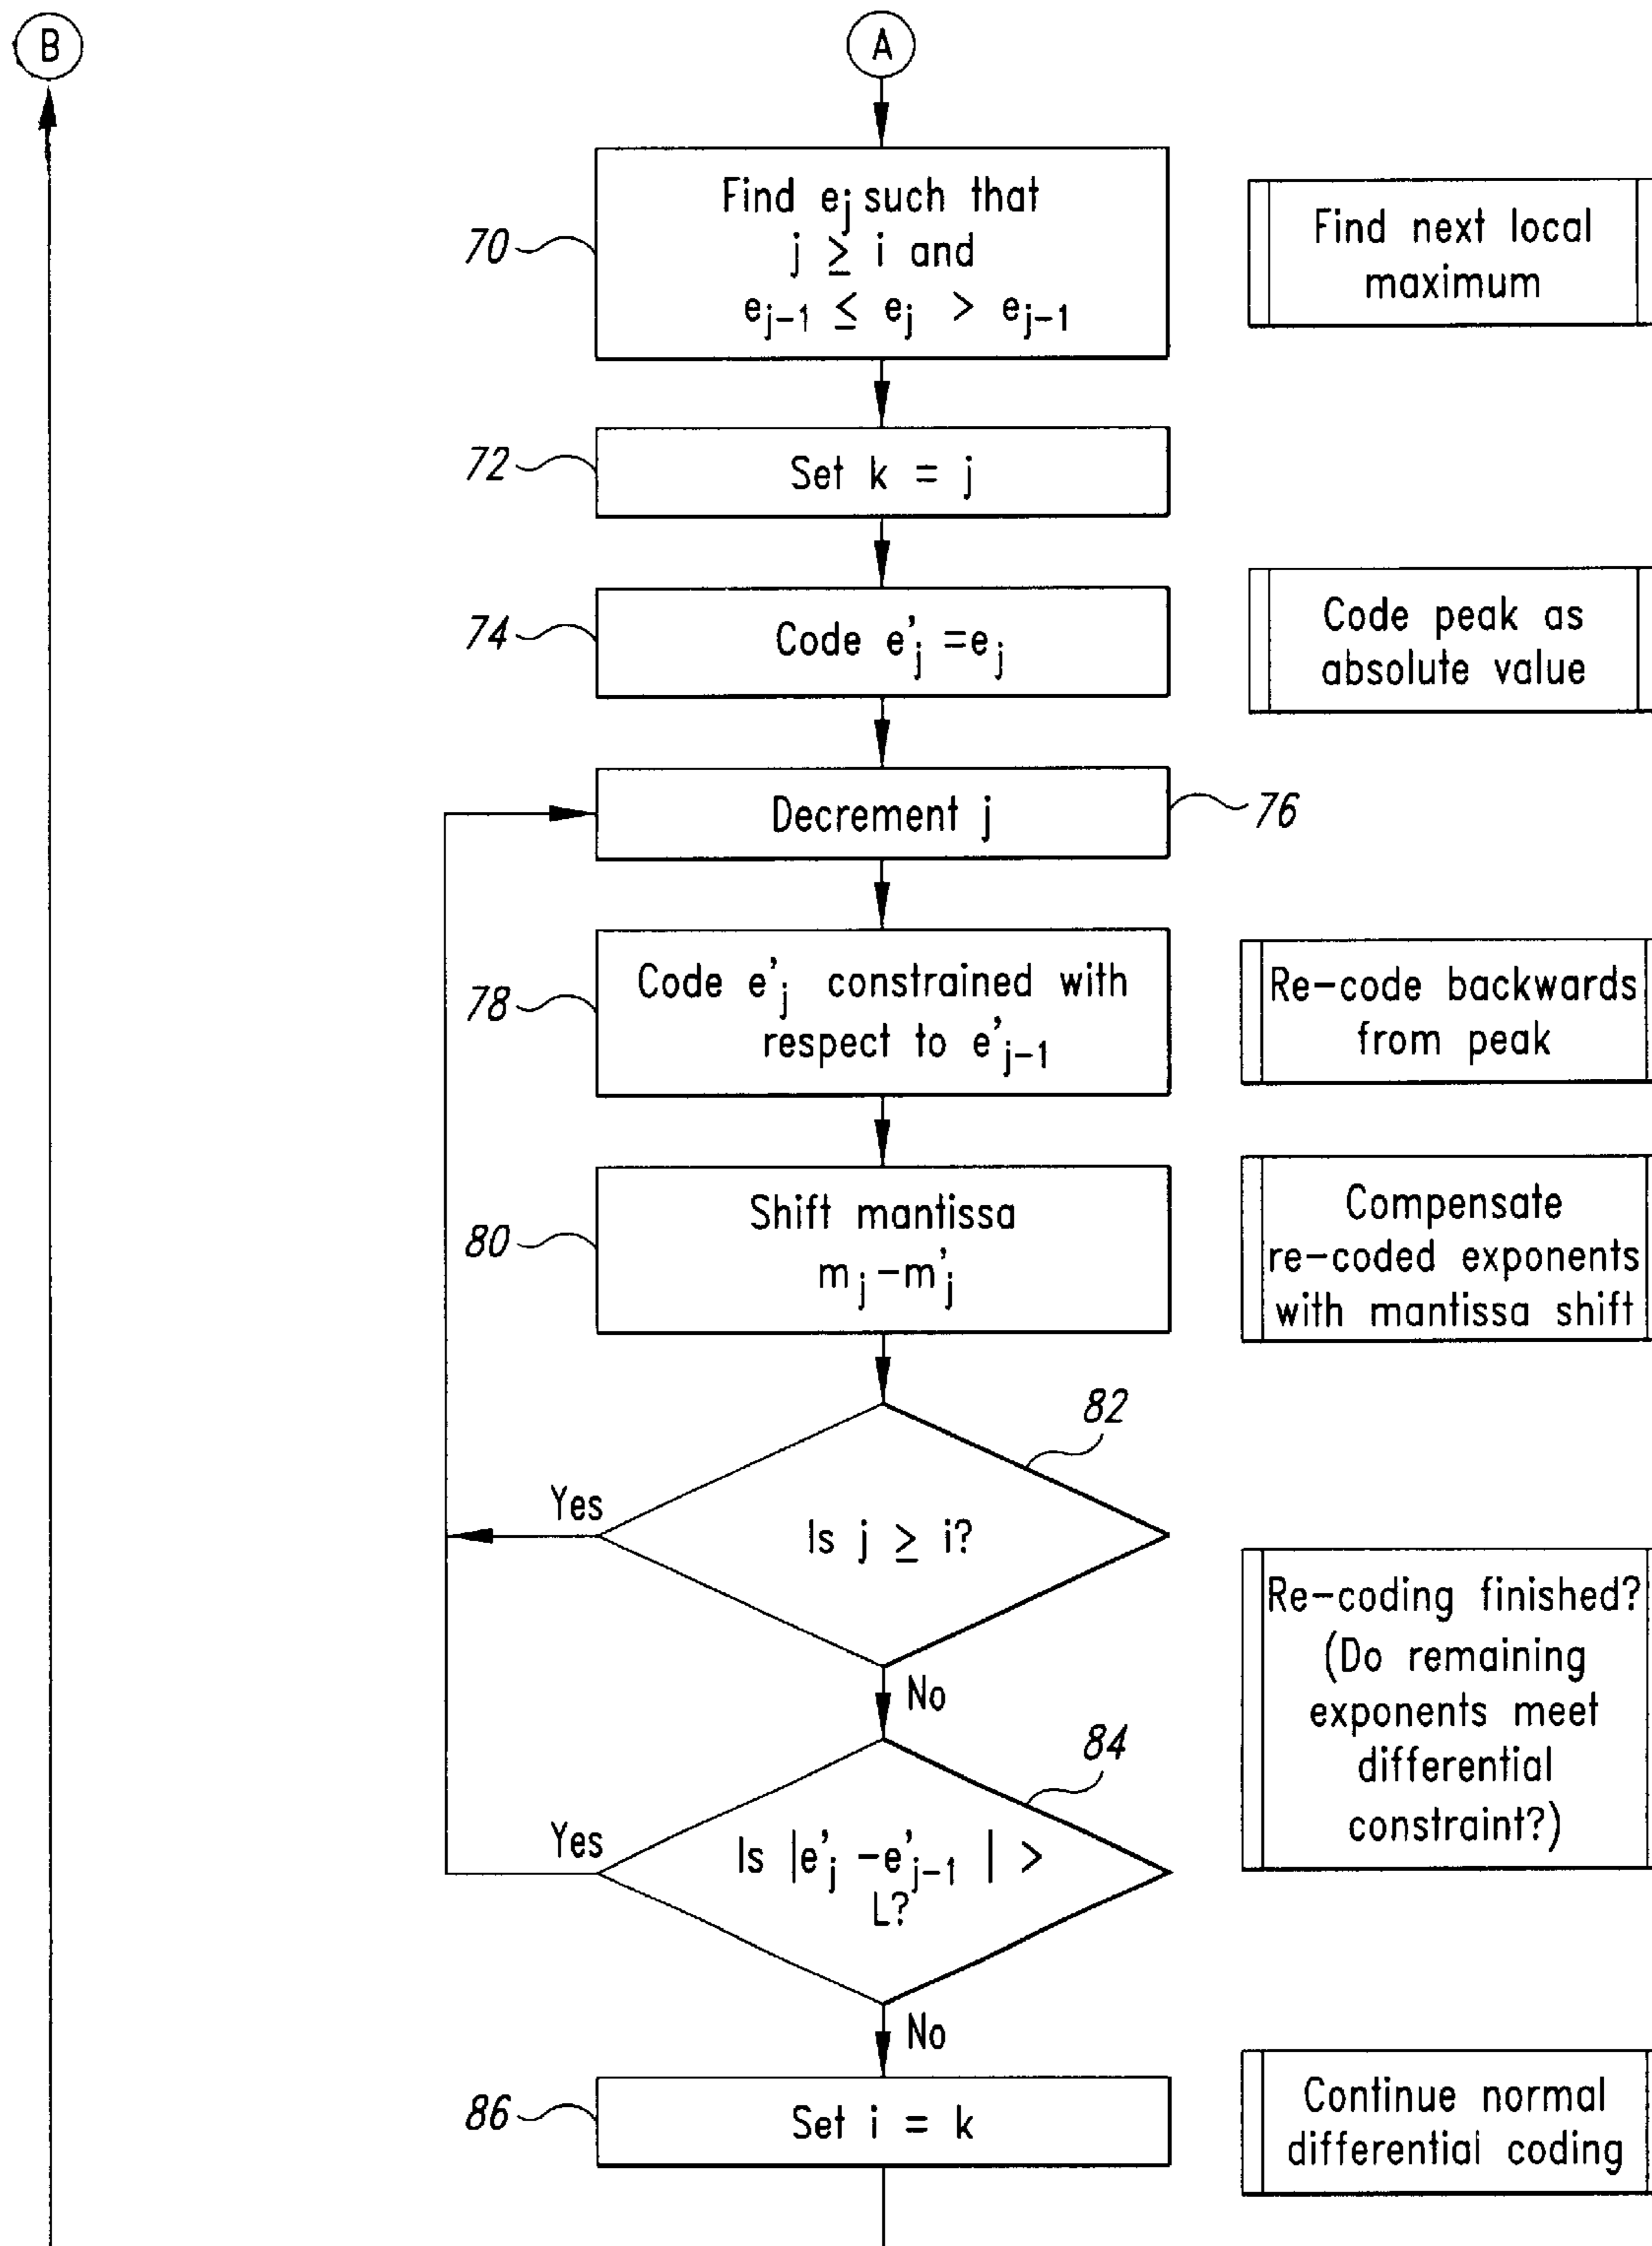 B
A
70
Find e_j such that
j ≥ i and
e_{j-1} ≤ e_j > e_{j-1}
Find next local
maximum
72
Set k = j
74
Code e'_j = e_j
Code peak as
absolute value
Decrement j
76
78
Code e'_j constrained with
respect to e'_{j-1}
Re-code backwards
from peak
80
Shift mantissa
m_j - m'_j
Compensate
re-coded exponents
with mantissa shift
82
Yes
Is j ≥ i?
No
Re-coding finished?
(Do remaining
exponents meet
differential
constraint?)
84
Yes
Is |e'_j - e'_{j-1}| >
L?
No
86
Set i = k
Continue normal
differential coding